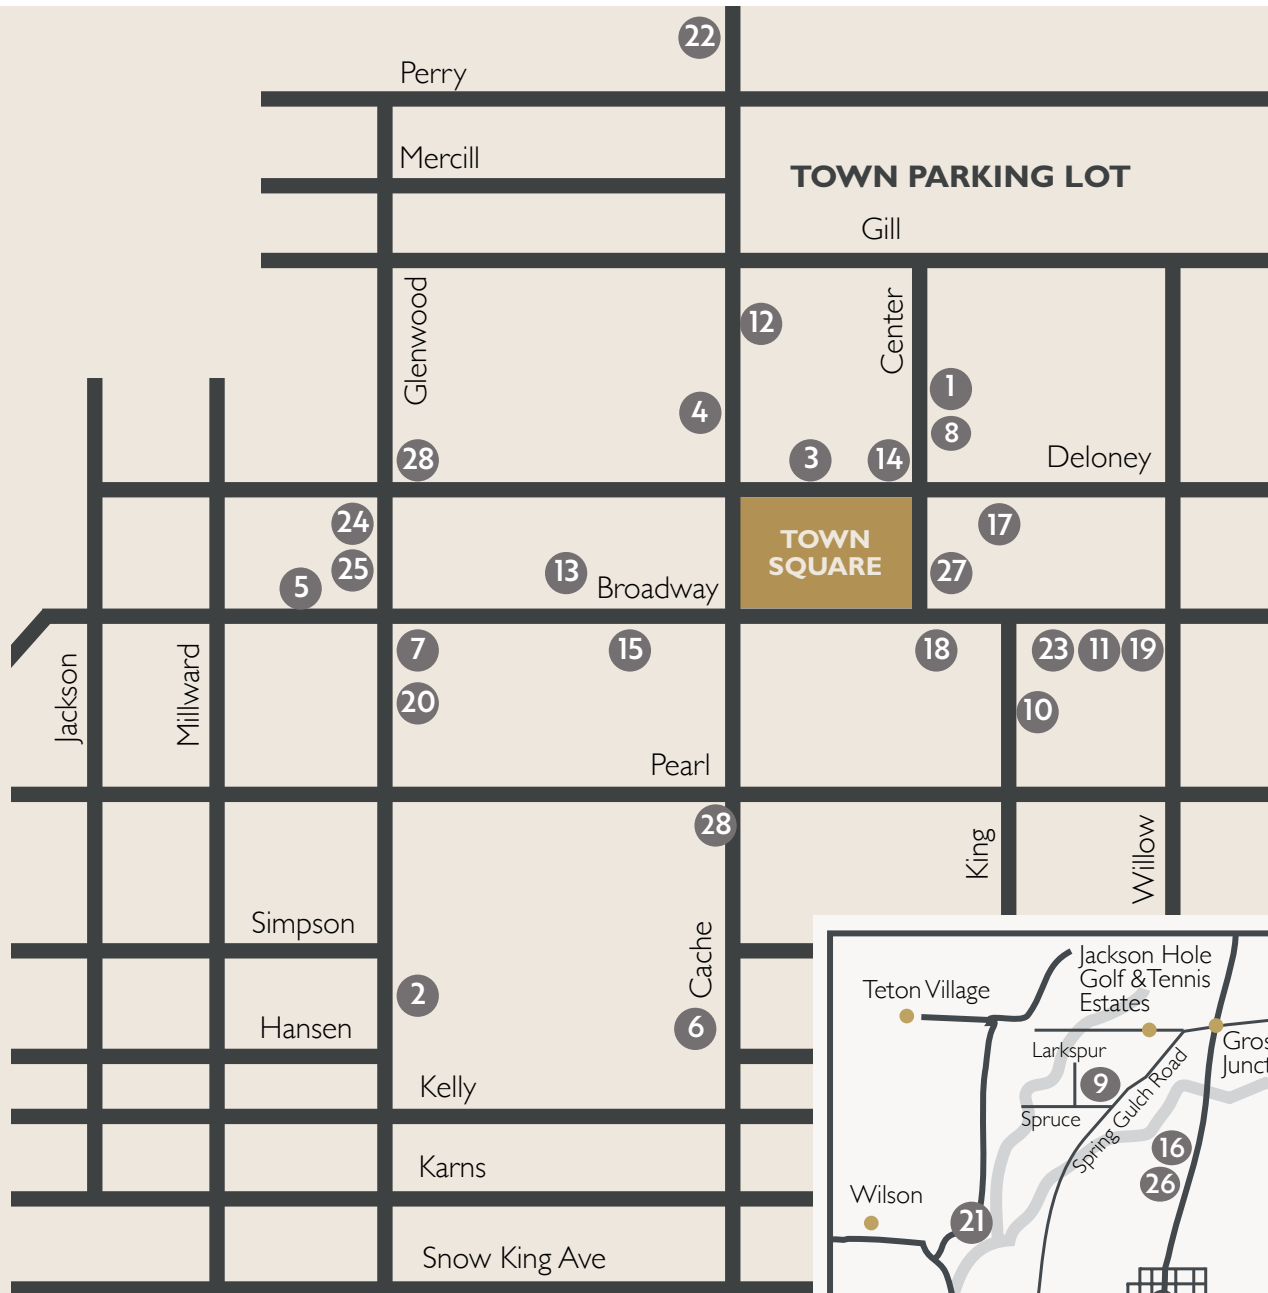 22
Perry
Mercill
TOWN PARKING LOT
Gill
Glenwood
Center
12
1
4
8
28
3
14
Deloney
24
17
TOWN
SQUARE
25
5
13
27
Broadway
7
15
18
23
11
19
Jackson
Millward
20
10
Pearl
28
King
Willow
Simpson
Cache
2
Hansen
6
Kelly
Karns
Snow King Ave
Jackson Hole
Golf & Tennis
Estates
Teton Village
Larkspur
Gros
Junct
9
Spruce
Spring Gulch Road
16
26
Wilson
21